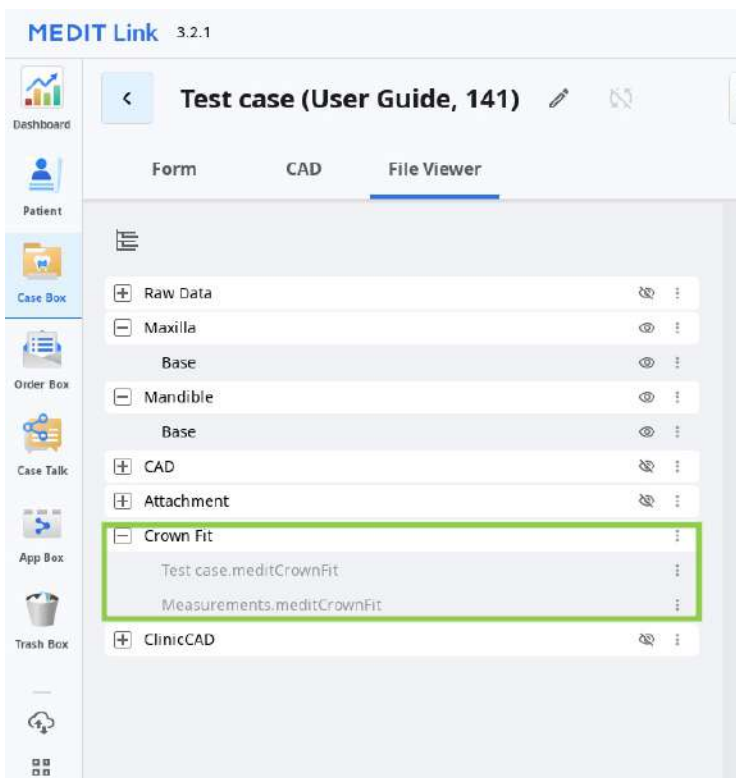 MEDIT Link 3.2.1
Dashboard
Patient
Case Box
Order Box
Case Talk
App Box
Trash Box
Test case (User Guide, 141)
Form CAD File Viewer
Raw Data
Maxilla
Base
Mandible
Base
CAD
Attachment
Crown Fit
Test case.meditCrownFit
Measurements.meditCrownFit
ClinicCAD